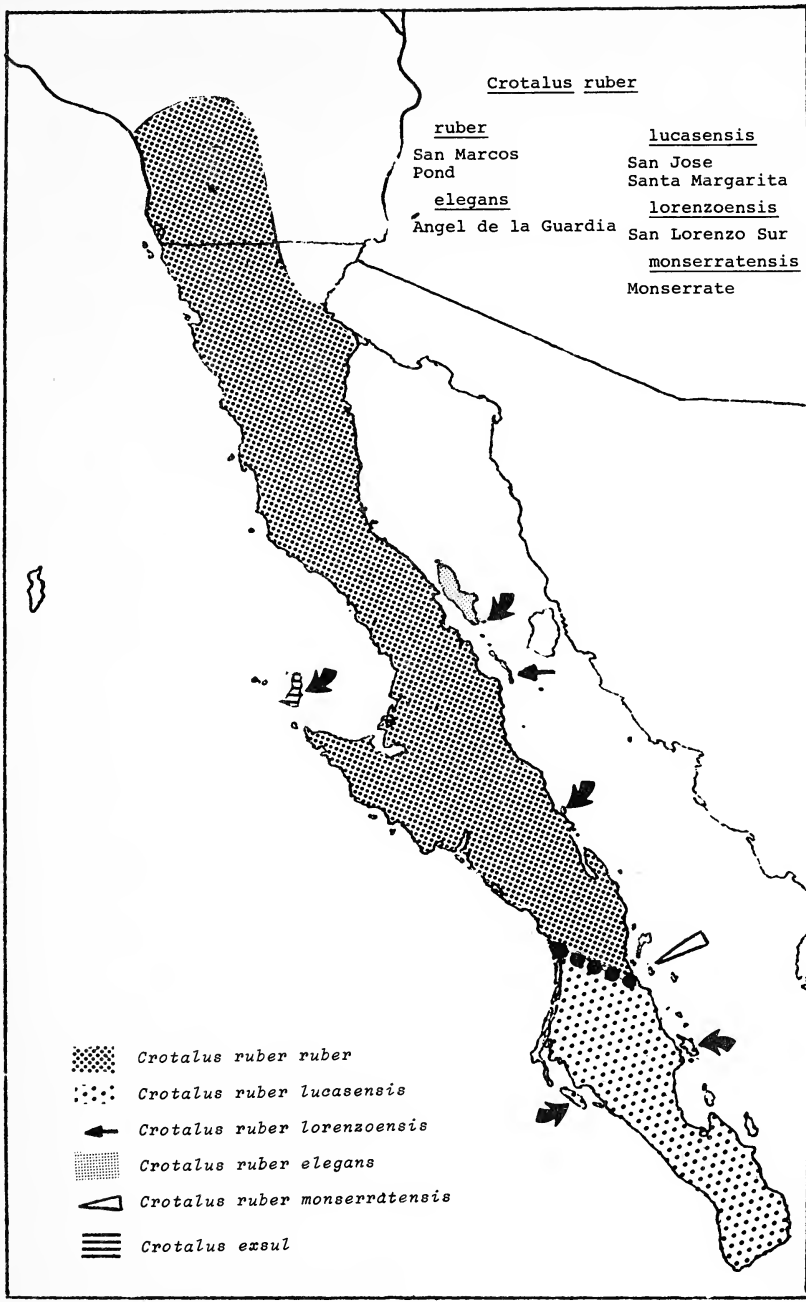 Crotalus ruber
ruber
San Marcos
Pond
elegans
Angel de la Guardia
lucasensis
San Jose
Santa Margarita
lorenzoensis
San Lorenzo Sur
monserratensis
Monserrate
Crotalus ruber ruber
Crotalus ruber lucasensis
Crotalus ruber lorenzoensis
Crotalus ruber elegans
Crotalus ruber monserratensis
Crotalus exsul